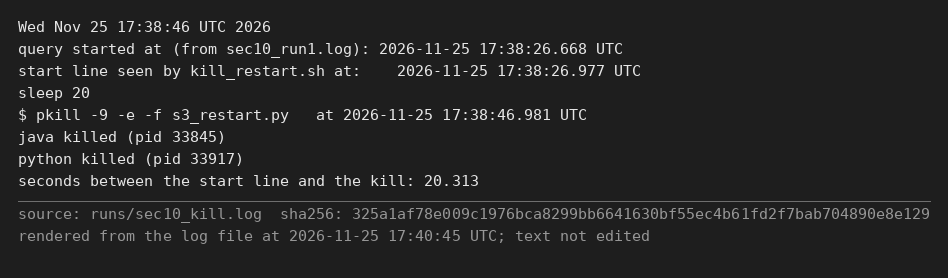 Wed Nov 25 17:38:46 UTC 2026
query started at (from sec10_run1.log): 2026-11-25 17:38:26.668 UTC
start line seen by kill_restart.sh at:    2026-11-25 17:38:26.977 UTC
sleep 20
$ pkill -9 -e -f s3_restart.py   at 2026-11-25 17:38:46.981 UTC
java killed (pid 33845)
python killed (pid 33917)
seconds between the start line and the kill: 20.313
source: runs/sec10_kill.log  sha256: 325a1af78e009c1976bca8299bb6641630bf55ec4b61fd2f7bab704890e8e129
rendered from the log file at 2026-11-25 17:40:45 UTC; text not edited